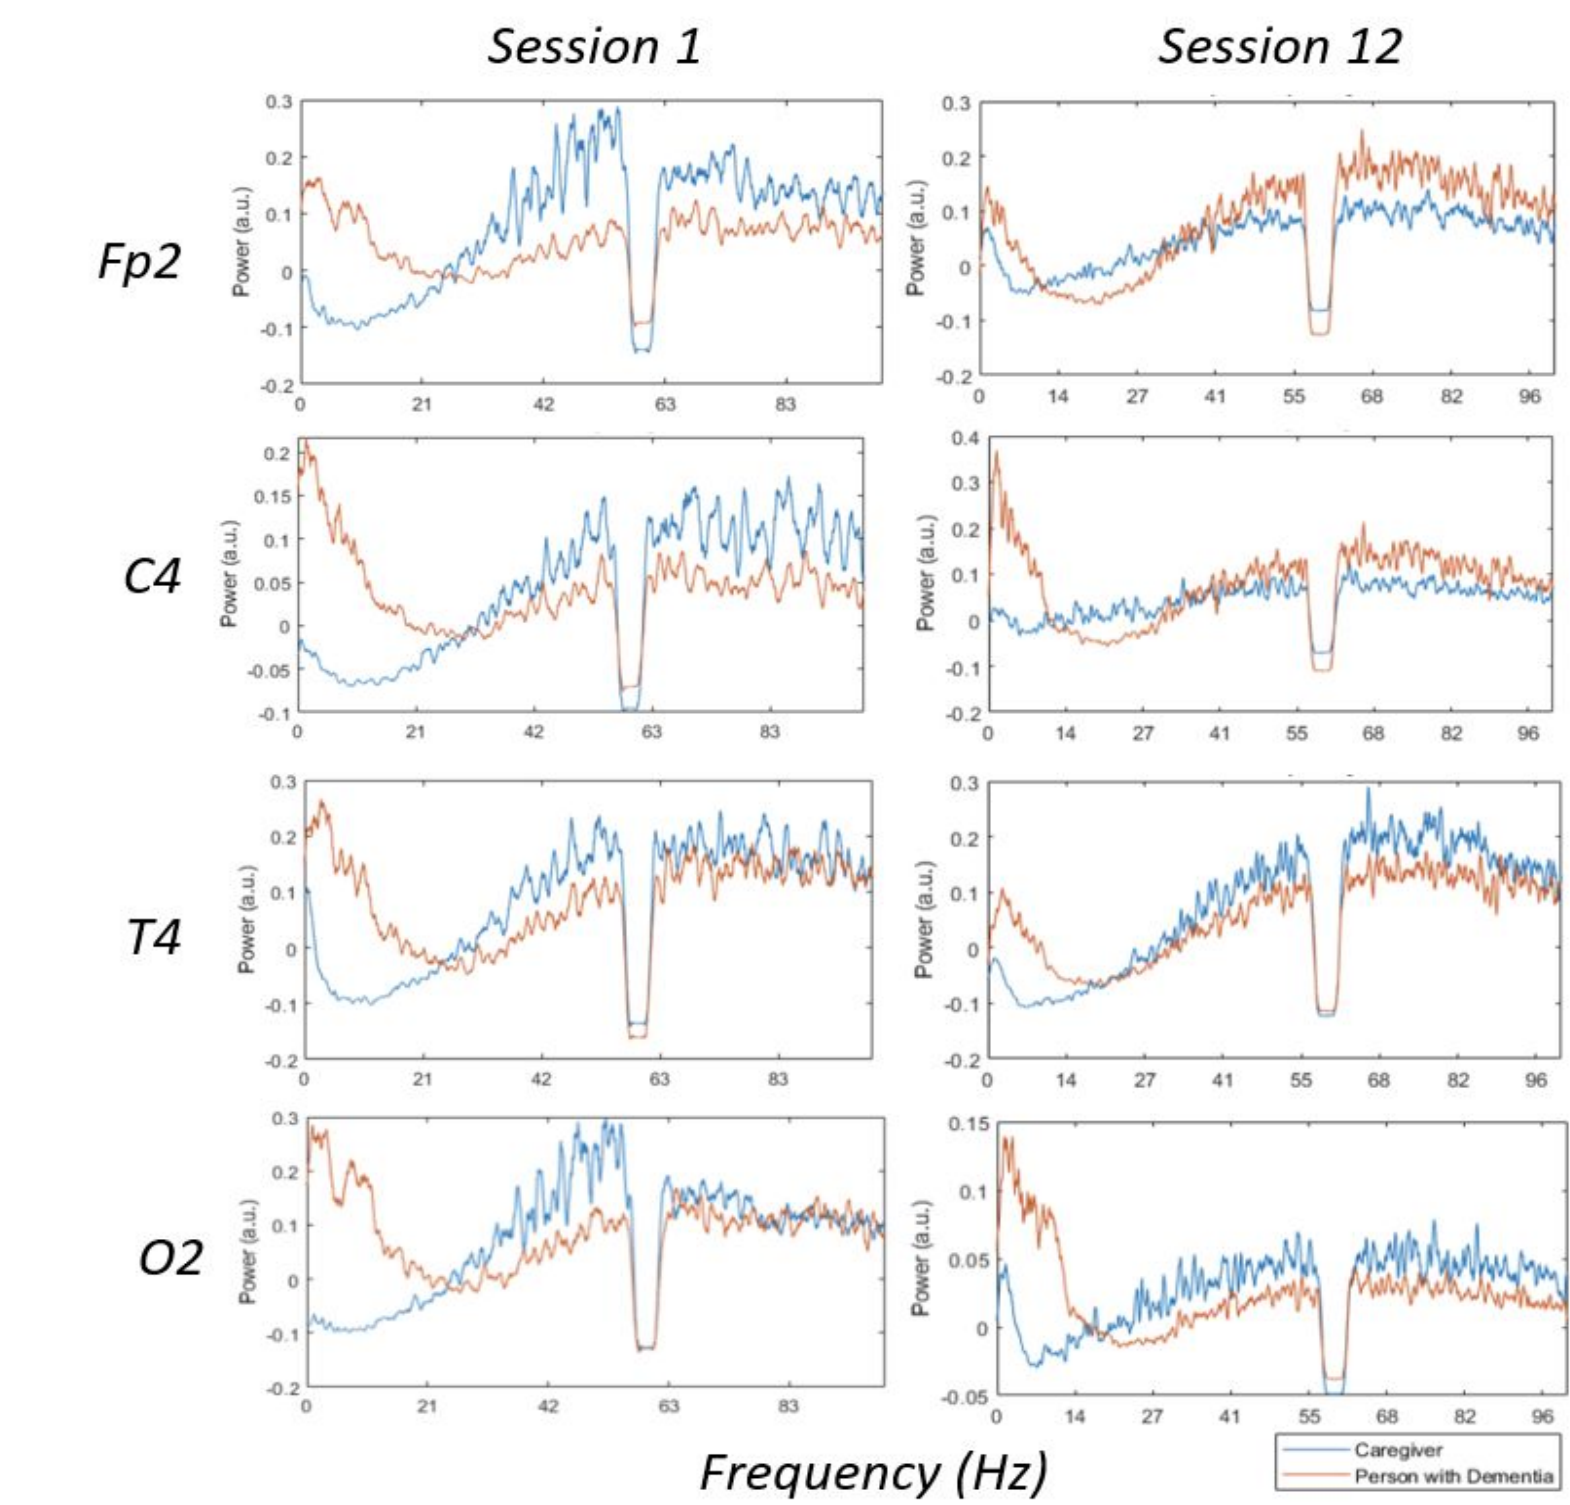 Session 1
Session 12
Fp2
Power (a.u.)
0.3
0.2
0.1
0
-0.1
-0.2
0 21 42 63 83
Power (a.u.)
0.3
0.2
0.1
0
-0.1
-0.2
0 14 27 41 55 68 82 96
C4
Power (a.u.)
0.2
0.15
0.1
0.05
0
-0.05
-0.1
0 21 42 63 83
Power (a.u.)
0.4
0.3
0.2
0.1
0
-0.1
-0.2
0 14 27 41 55 68 82 96
T4
Power (a.u.)
0.3
0.2
0.1
0
-0.1
-0.2
0 21 42 63 83
Power (a.u.)
0.3
0.2
0.1
0
-0.1
-0.2
0 14 27 41 55 68 82 96
O2
Power (a.u.)
0.3
0.2
0.1
0
-0.1
-0.2
0 21 42 63 83
Power (a.u.)
0.15
0.1
0.05
0
-0.05
0 14 27 41 55 68 82 96
Frequency (Hz)
Caregiver
Person with Dementia